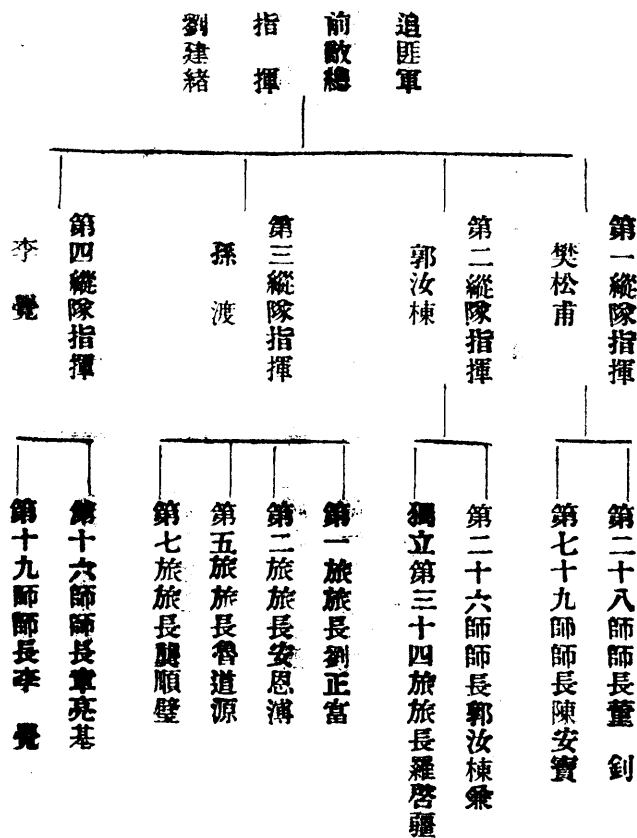 追匪軍
前敵總
指揮
劉建緒
第一縱隊指揮
樊松甫
第二縱隊指揮
郭汝棟
第三縱隊指揮
孫渡
第四縱隊指揮
李覺
第二十八師師長董釗
第七十九師師長陳安寶
第二十六師師長郭汝棟兼
獨立第三十四旅旅長羅啓疆
第一旅旅長劉正富
第二旅旅長安恩溥
第五旅旅長魯道源
第七旅旅長龔順璧
第十六師師長章亮基
第十九師師長李覺